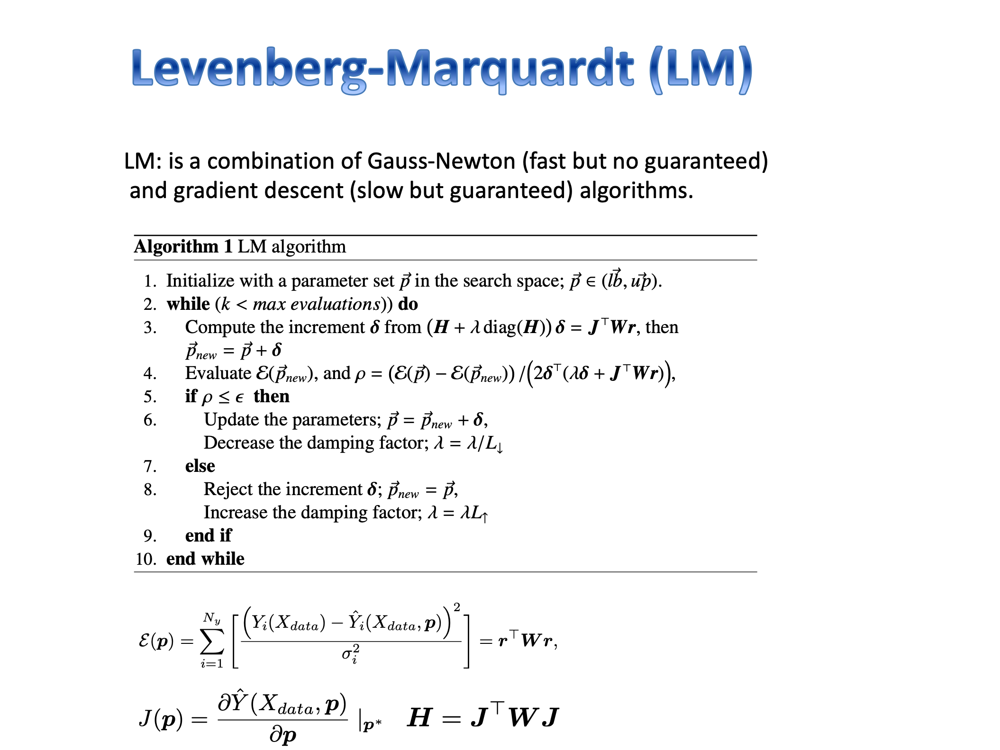 Levenberg-Marquardt (LM)
LM: is a combination of Gauss-Newton (fast but no guaranteed)
and gradient descent (slow but guaranteed) algorithms.
Algorithm 1 LM algorithm
1. Initialize with a parameter set p⃗ in the search space; p⃗ ∈ (lb⃗, up⃗).
2. while (k < max evaluations)) do
3. Compute the increment δ from (H + λ diag(H)) δ = J⊤Wr, then
p⃗new = p⃗ + δ
4. Evaluate ℰ(p⃗new), and ρ = (ℰ(p⃗) − ℰ(p⃗new)) /(2δ⊤(λδ + J⊤Wr)),
5. if ρ ≤ ϵ then
6. Update the parameters; p⃗ = p⃗new + δ,
Decrease the damping factor; λ = λ/L↓
7. else
8. Reject the increment δ; p⃗new = p⃗,
Increase the damping factor; λ = λL↑
9. end if
10. end while
ℰ(p) = ∑_{i=1}^{N_y} [ (Y_i(X_data) − Ŷ_i(X_data, p))² / σ_i² ] = r⊤Wr,
J(p) = ∂Ŷ(X_data, p) / ∂p |_{p*} H = J⊤WJ